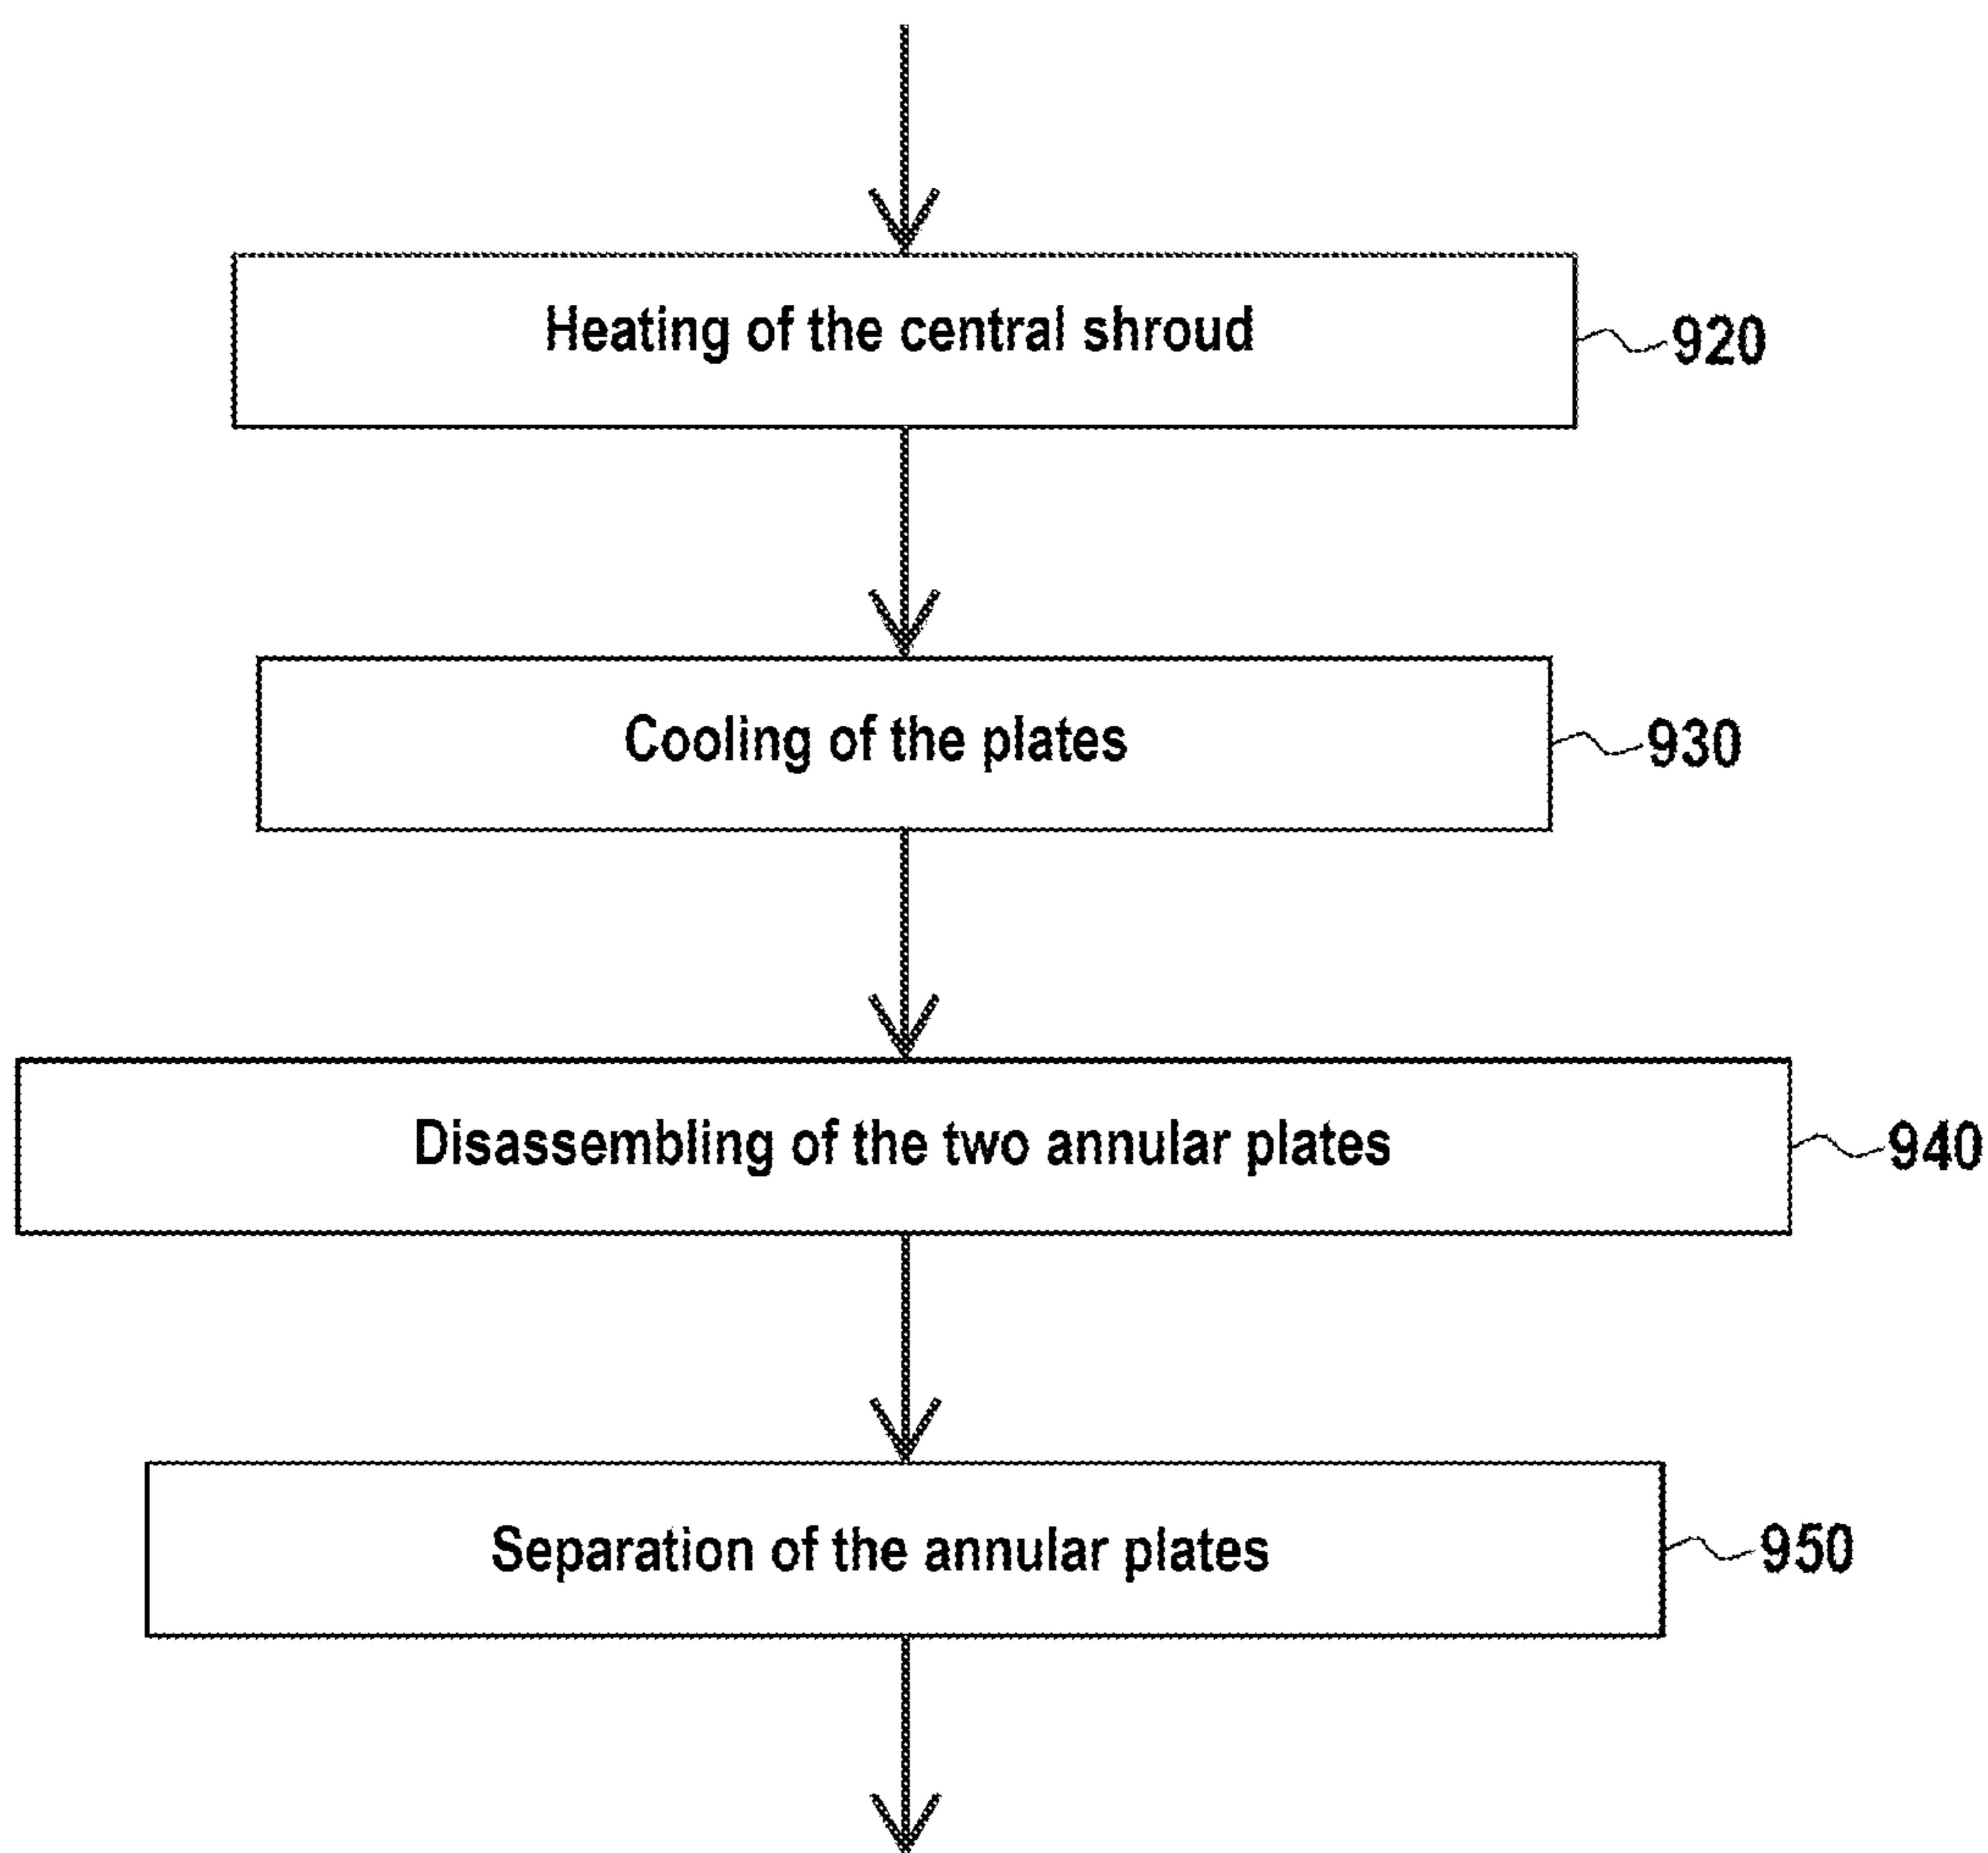 Heating of the central shroud
920
Cooling of the plates
930
Disassembling of the two annular plates
940
Separation of the annular plates
950